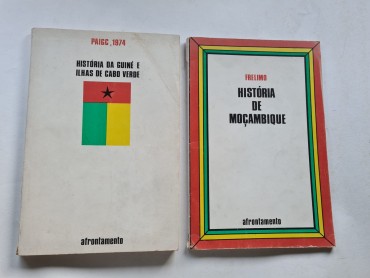 PAIGC, 1974
HISTÓRIA DA GUINÉ E
ILHAS DE CABO VERDE
afrontamento
FRELIMO
HISTÓRIA
DE
MOÇAMBIQUE
afrontamento